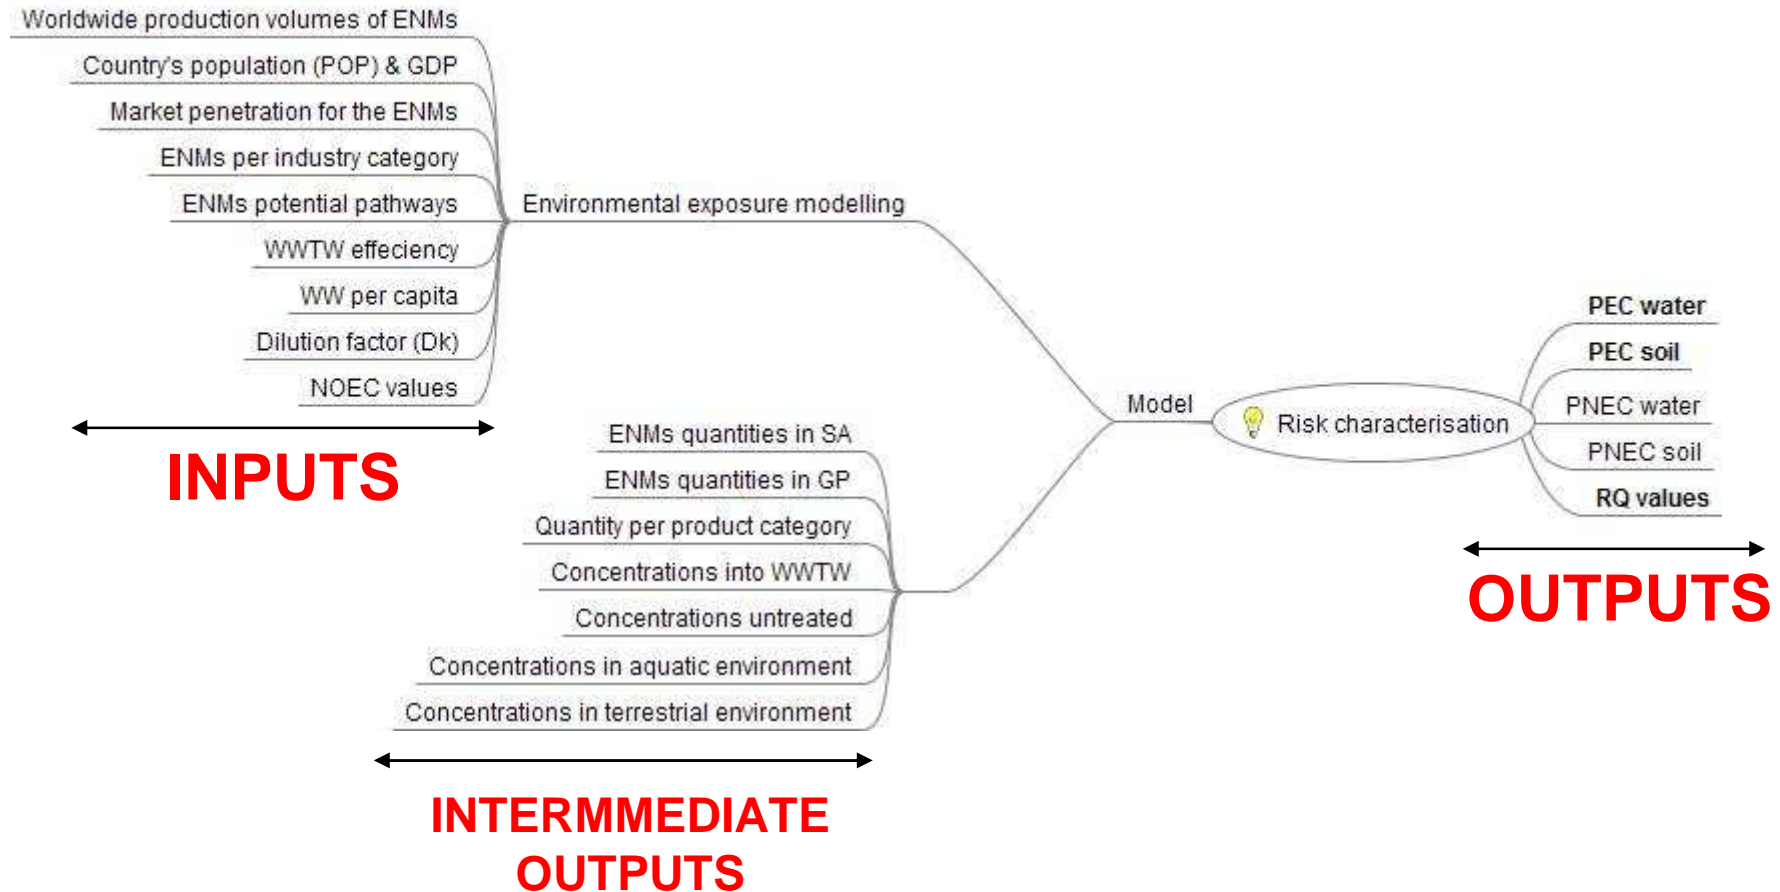 Worldwide production volumes of ENMs
Country's population (POP) & GDP
Market penetration for the ENMs
ENMs per industry category
ENMs potential pathways
WWTW effeciency
WW per capita
Dilution factor (Dk)
NOEC values
INPUTS
Environmental exposure modelling
ENMs quantities in SA
ENMs quantities in GP
Quantity per product category
Concentrations into WWTW
Concentrations untreated
Concentrations in aquatic environment
Concentrations in terrestrial environment
INTERMMEDIATE
OUTPUTS
Model
Risk characterisation
PEC water
PEC soil
PNEC water
PNEC soil
RQ values
OUTPUTS